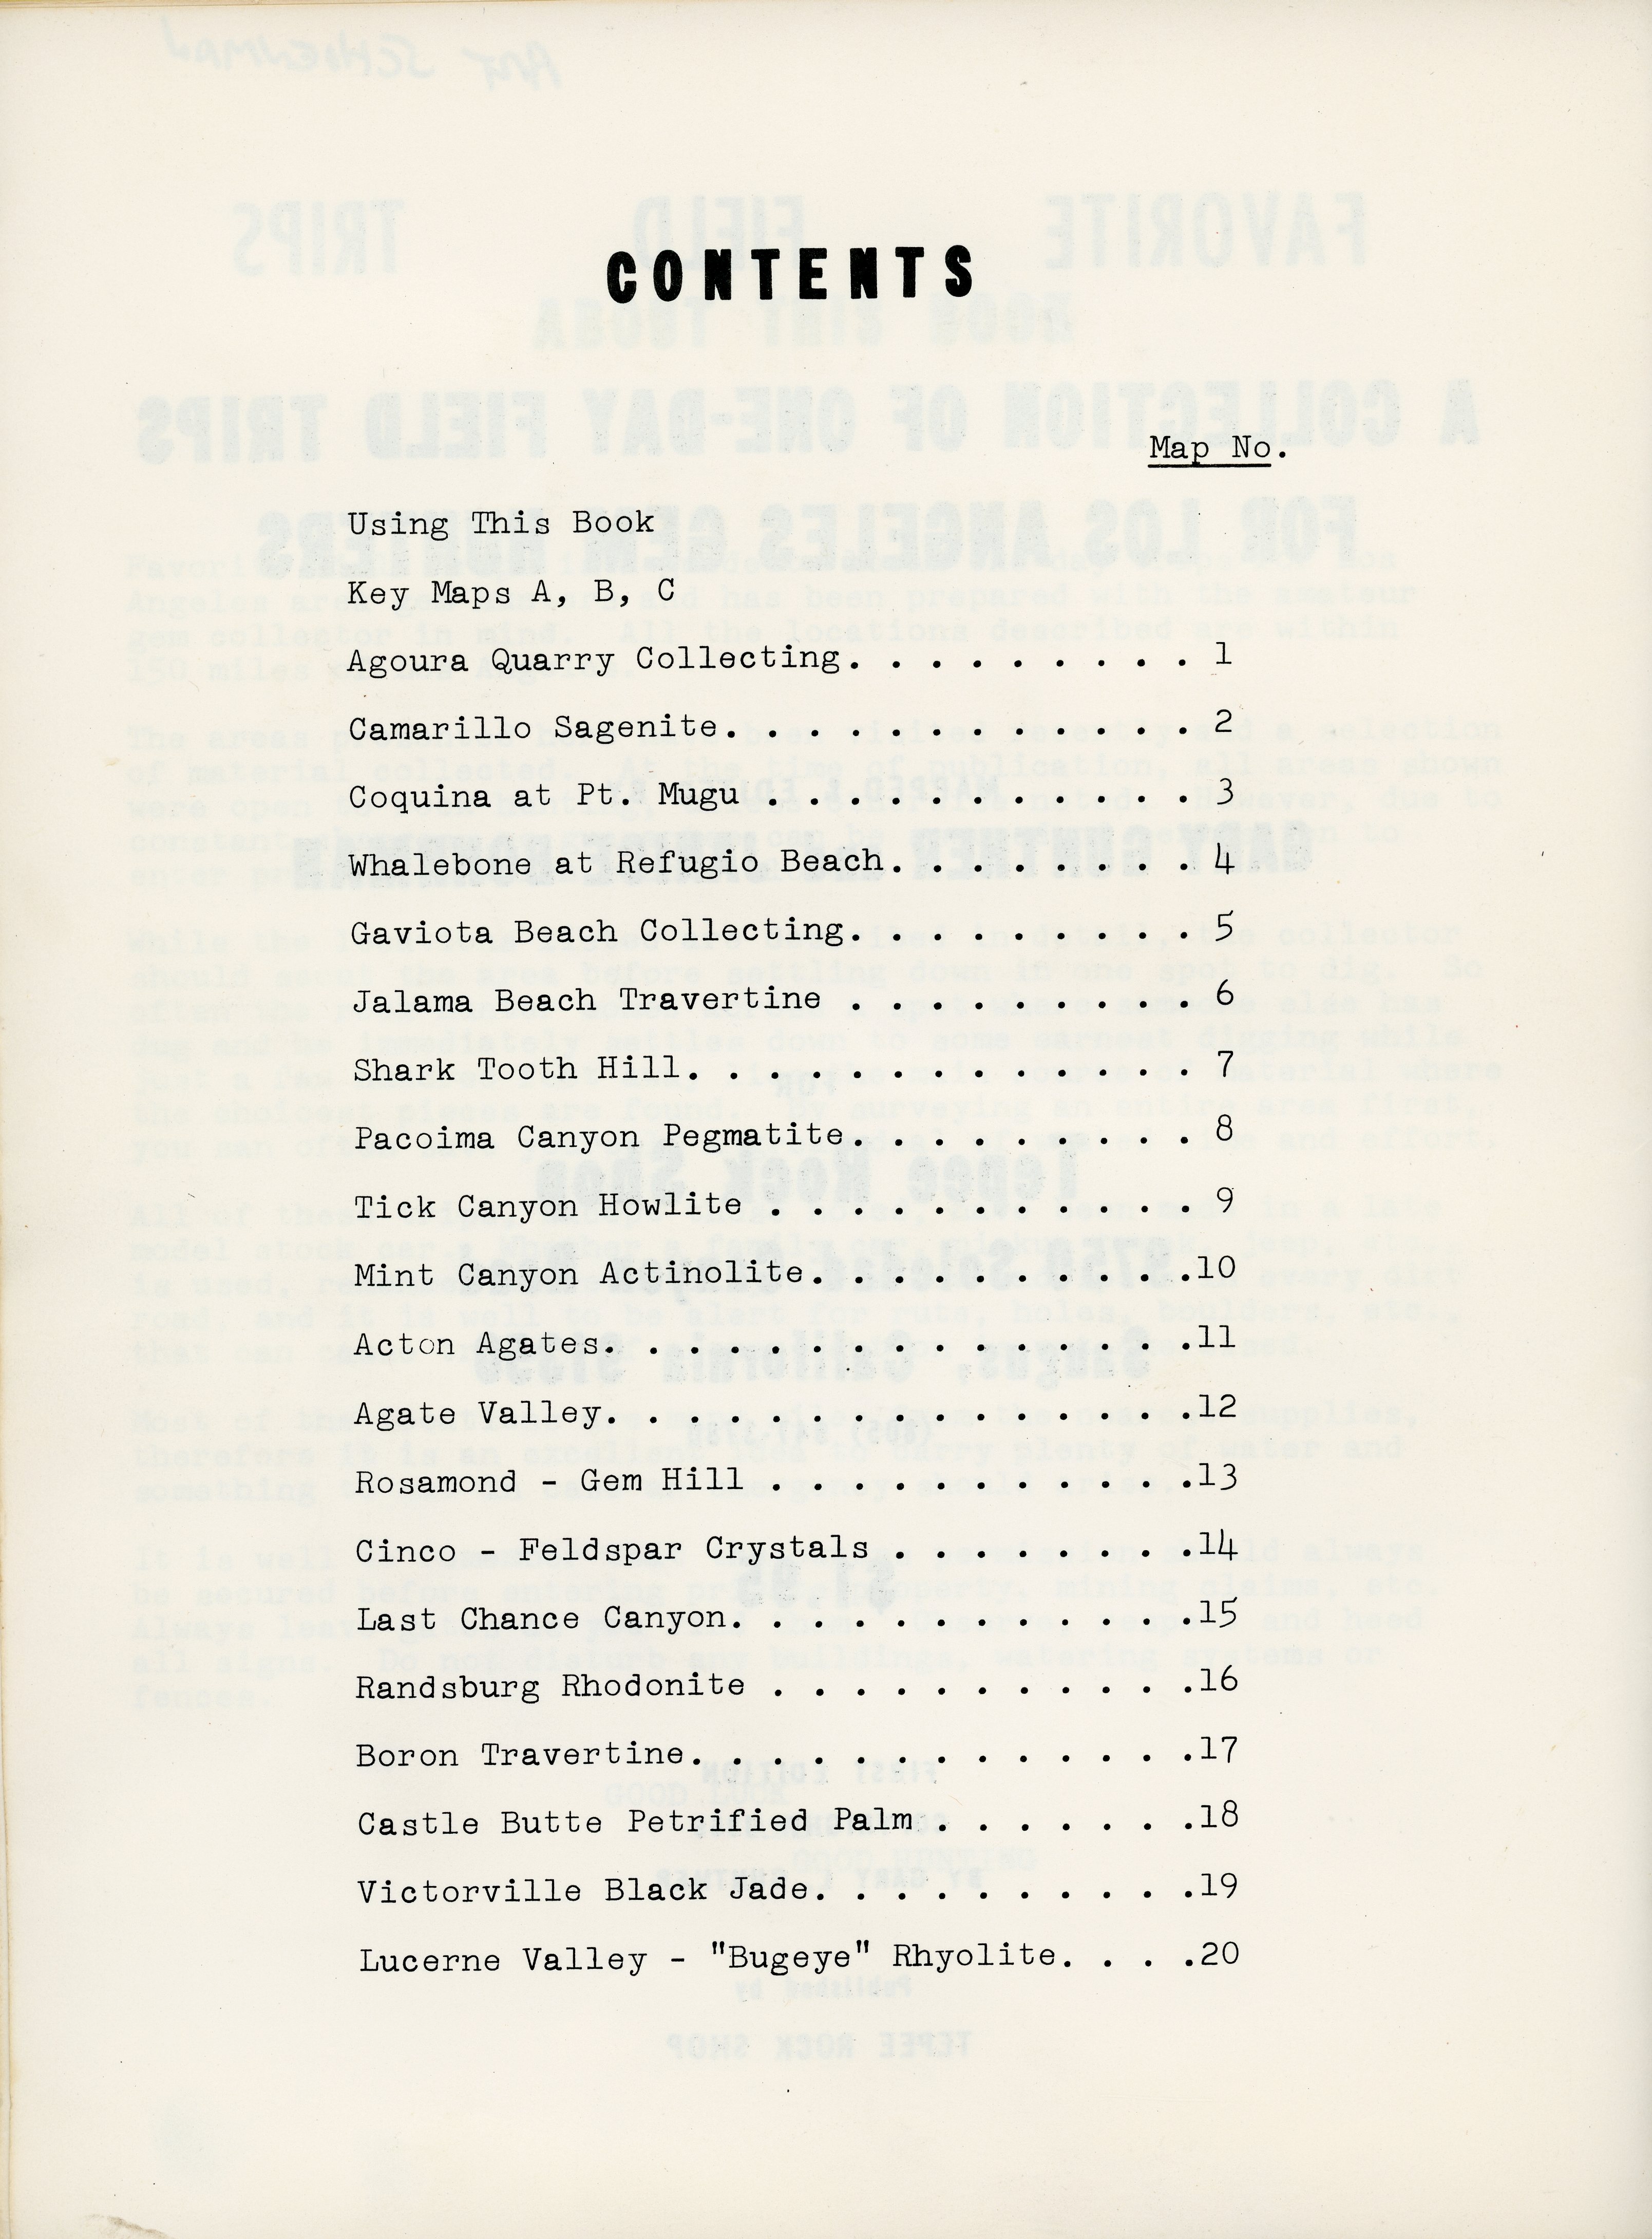 CONTENTS
Map No.
Using This Book
Key Maps A, B, C
Agoura Quarry Collecting. . . . . . . . . 1
Camarillo Sagenite. . . . . . . . . . . . 2
Coquina at Pt. Mugu . . . . . . . . . . . 3
Whalebone at Refugio Beach. . . . . . . . 4
Gaviota Beach Collecting. . . . . . . . . 5
Jalama Beach Travertine . . . . . . . . . 6
Shark Tooth Hill. . . . . . . . . . . . . 7
Pacoima Canyon Pegmatite. . . . . . . . . 8
Tick Canyon Howlite . . . . . . . . . . . 9
Mint Canyon Actinolite. . . . . . . . . .10
Acton Agates. . . . . . . . . . . . . . .11
Agate Valley. . . . . . . . . . . . . . .12
Rosamond - Gem Hill . . . . . . . . . . .13
Cinco - Feldspar Crystals . . . . . . . .14
Last Chance Canyon. . . . . . . . . . . .15
Randsburg Rhodonite . . . . . . . . . . .16
Boron Travertine. . . . . . . . . . . . .17
Castle Butte Petrified Palm . . . . . . .18
Victorville Black Jade. . . . . . . . . .19
Lucerne Valley - "Bugeye" Rhyolite. . . .20